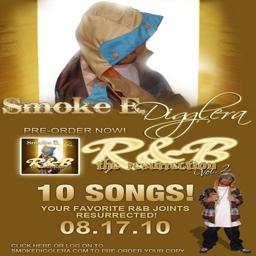 Smoke E. Digglera
PRE-ORDER NOW!
Smoke E. D.
R&B
R&B
the resurrection
Vol. 2
10 SONGS!
YOUR FAVORITE R&B JOINTS
RESURRECTED!
08.17.10
CLICK HERE OR LOG ON TO
SMOKEDIGGLERA.COM TO PRE-ORDER YOUR COPY